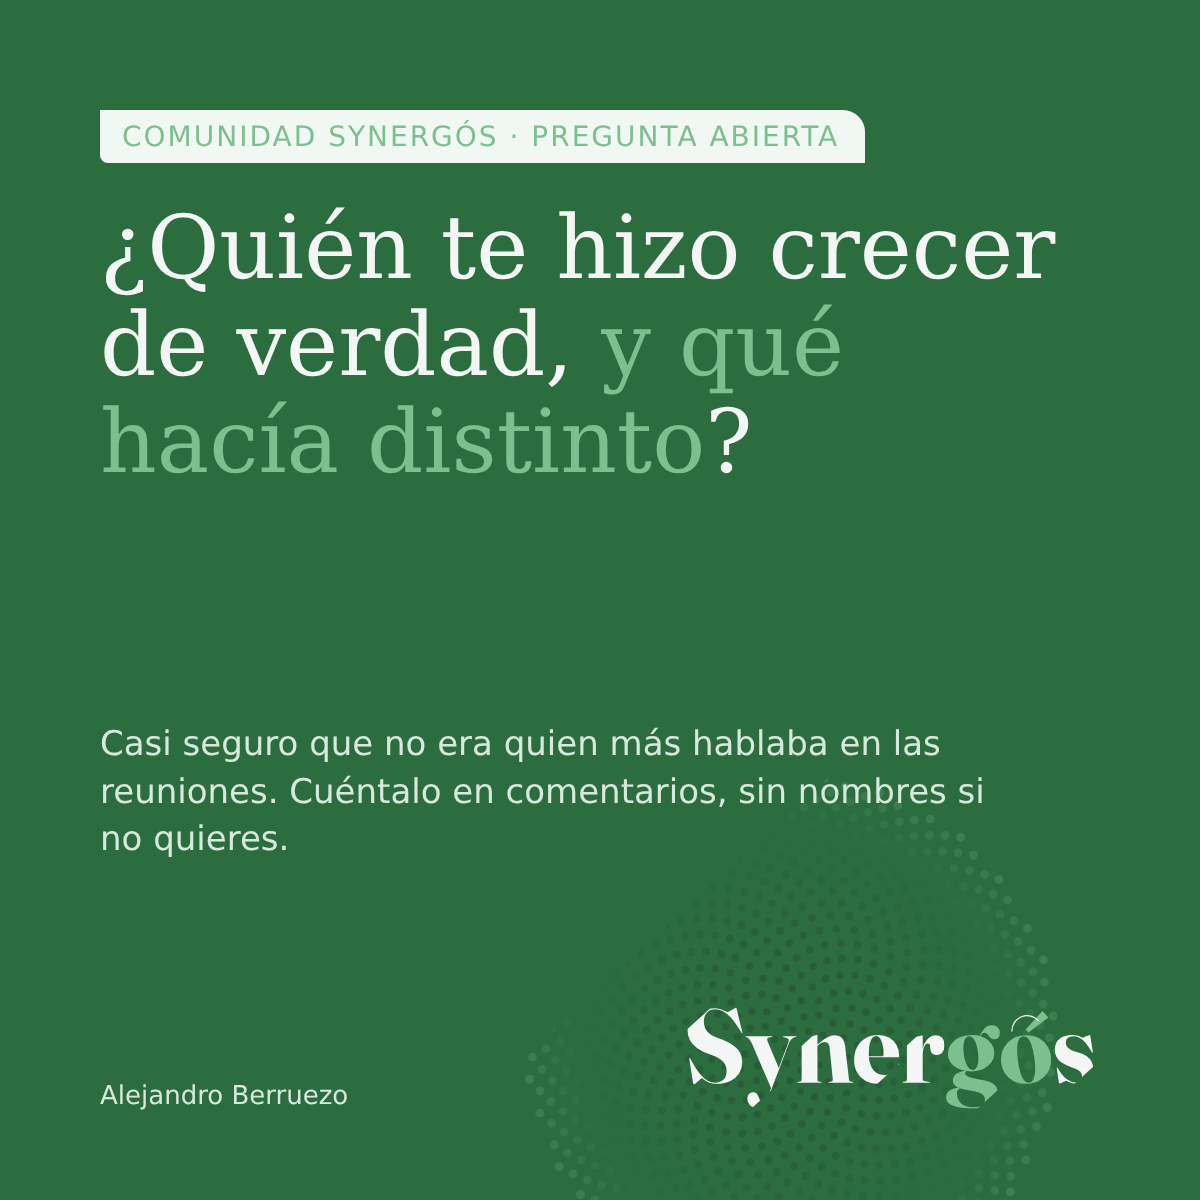 COMUNIDAD SYNERGÓS · PREGUNTA ABIERTA
¿Quién te hizo crecer
de verdad, y qué
hacía distinto?
Casi seguro que no era quien más hablaba en las
reuniones. Cuéntalo en comentarios, sin nombres si
no quieres.
Alejandro Berruezo
Synergós